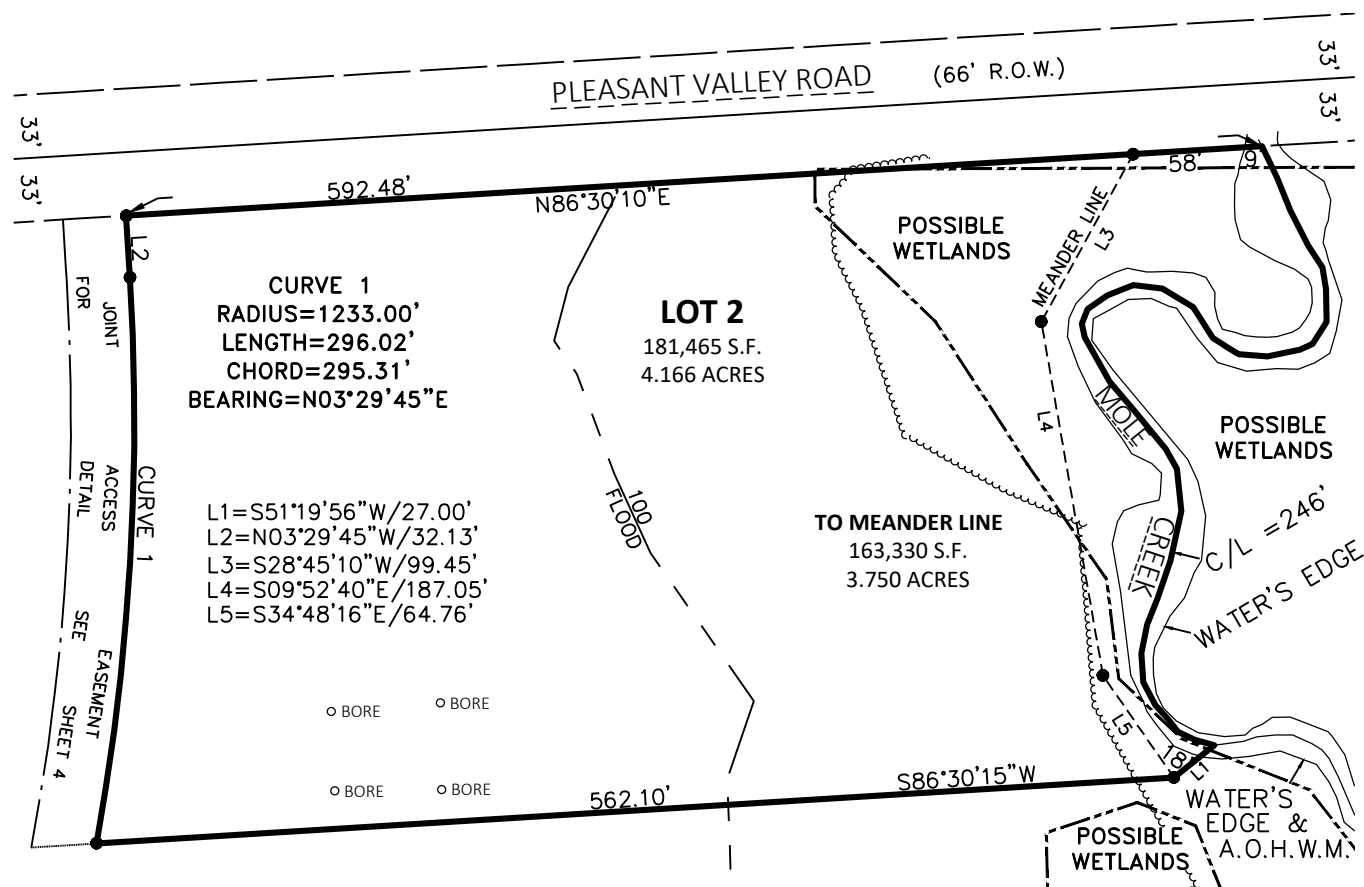 PLEASANT VALLEY ROAD (66' R.O.W.)
33'
33'
33'
33'
592.48'
N86°30'10"E
58'
9
L2
MEANDER LINE
L3
POSSIBLE
WETLANDS
CURVE 1
RADIUS=1233.00'
LENGTH=296.02'
CHORD=295.31'
BEARING=N03°29'45"E
LOT 2
181,465 S.F.
4.166 ACRES
JOINT ACCESS EASEMENT
FOR DETAIL SEE SHEET 4
CURVE 1
L4
MOLE
CREEK
POSSIBLE
WETLANDS
100
FLOOD
L1=S51°19'56"W/27.00'
L2=N03°29'45"W/32.13'
L3=S28°45'10"W/99.45'
L4=S09°52'40"E/187.05'
L5=S34°48'16"E/64.76'
TO MEANDER LINE
163,330 S.F.
3.750 ACRES
C/L =246'
WATER'S EDGE
BORE
BORE
BORE
BORE
L5
18'
L1
562.10'
S86°30'15"W
WATER'S
EDGE &
A.O.H.W.M.
POSSIBLE
WETLANDS